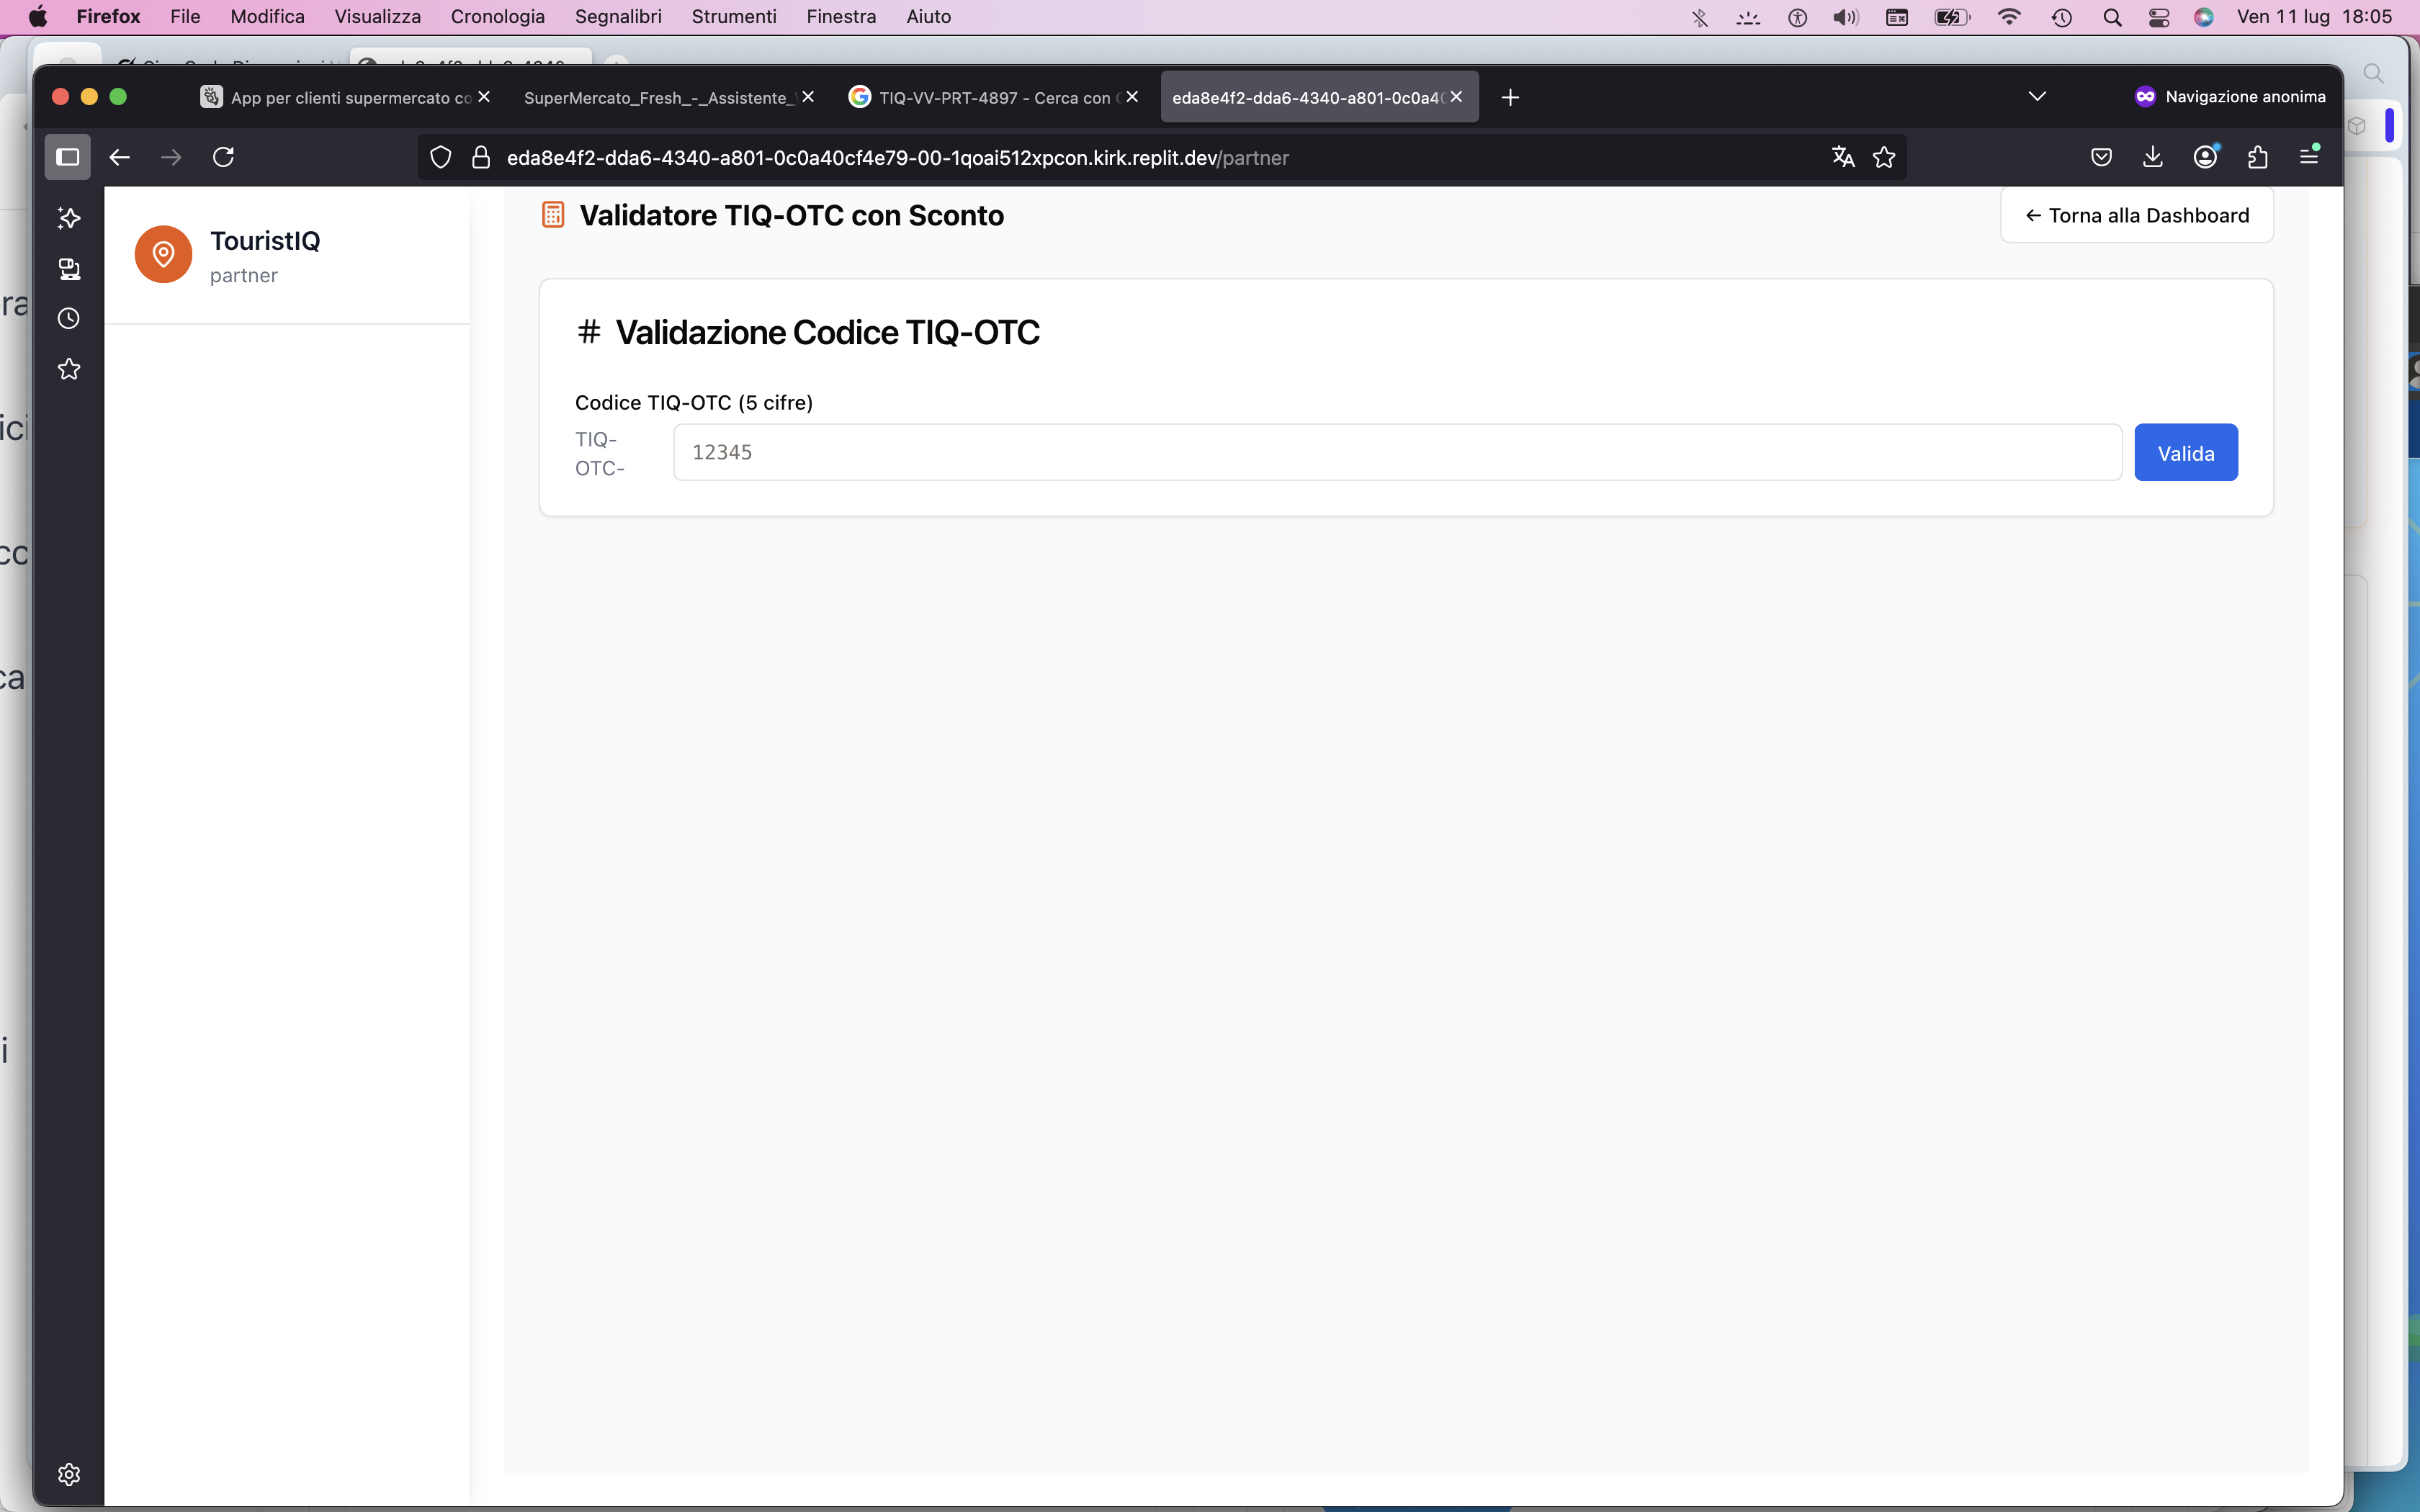 Firefox File Modifica Visualizza Cronologia Segnalibri Strumenti Finestra Aiuto Ven 11 lug 18:05
App per clienti supermercato co SuperMercato_Fresh_-_Assistente_ TIQ-VV-PRT-4897 - Cerca con eda8e4f2-dda6-4340-a801-0c0a40 Navigazione anonima
eda8e4f2-dda6-4340-a801-0c0a40cf4e79-00-1qoai512xpcon.kirk.replit.dev/partner
TouristIQ
partner
Validatore TIQ-OTC con Sconto
← Torna alla Dashboard
# Validazione Codice TIQ-OTC
Codice TIQ-OTC (5 cifre)
TIQ-
OTC-
12345
Valida